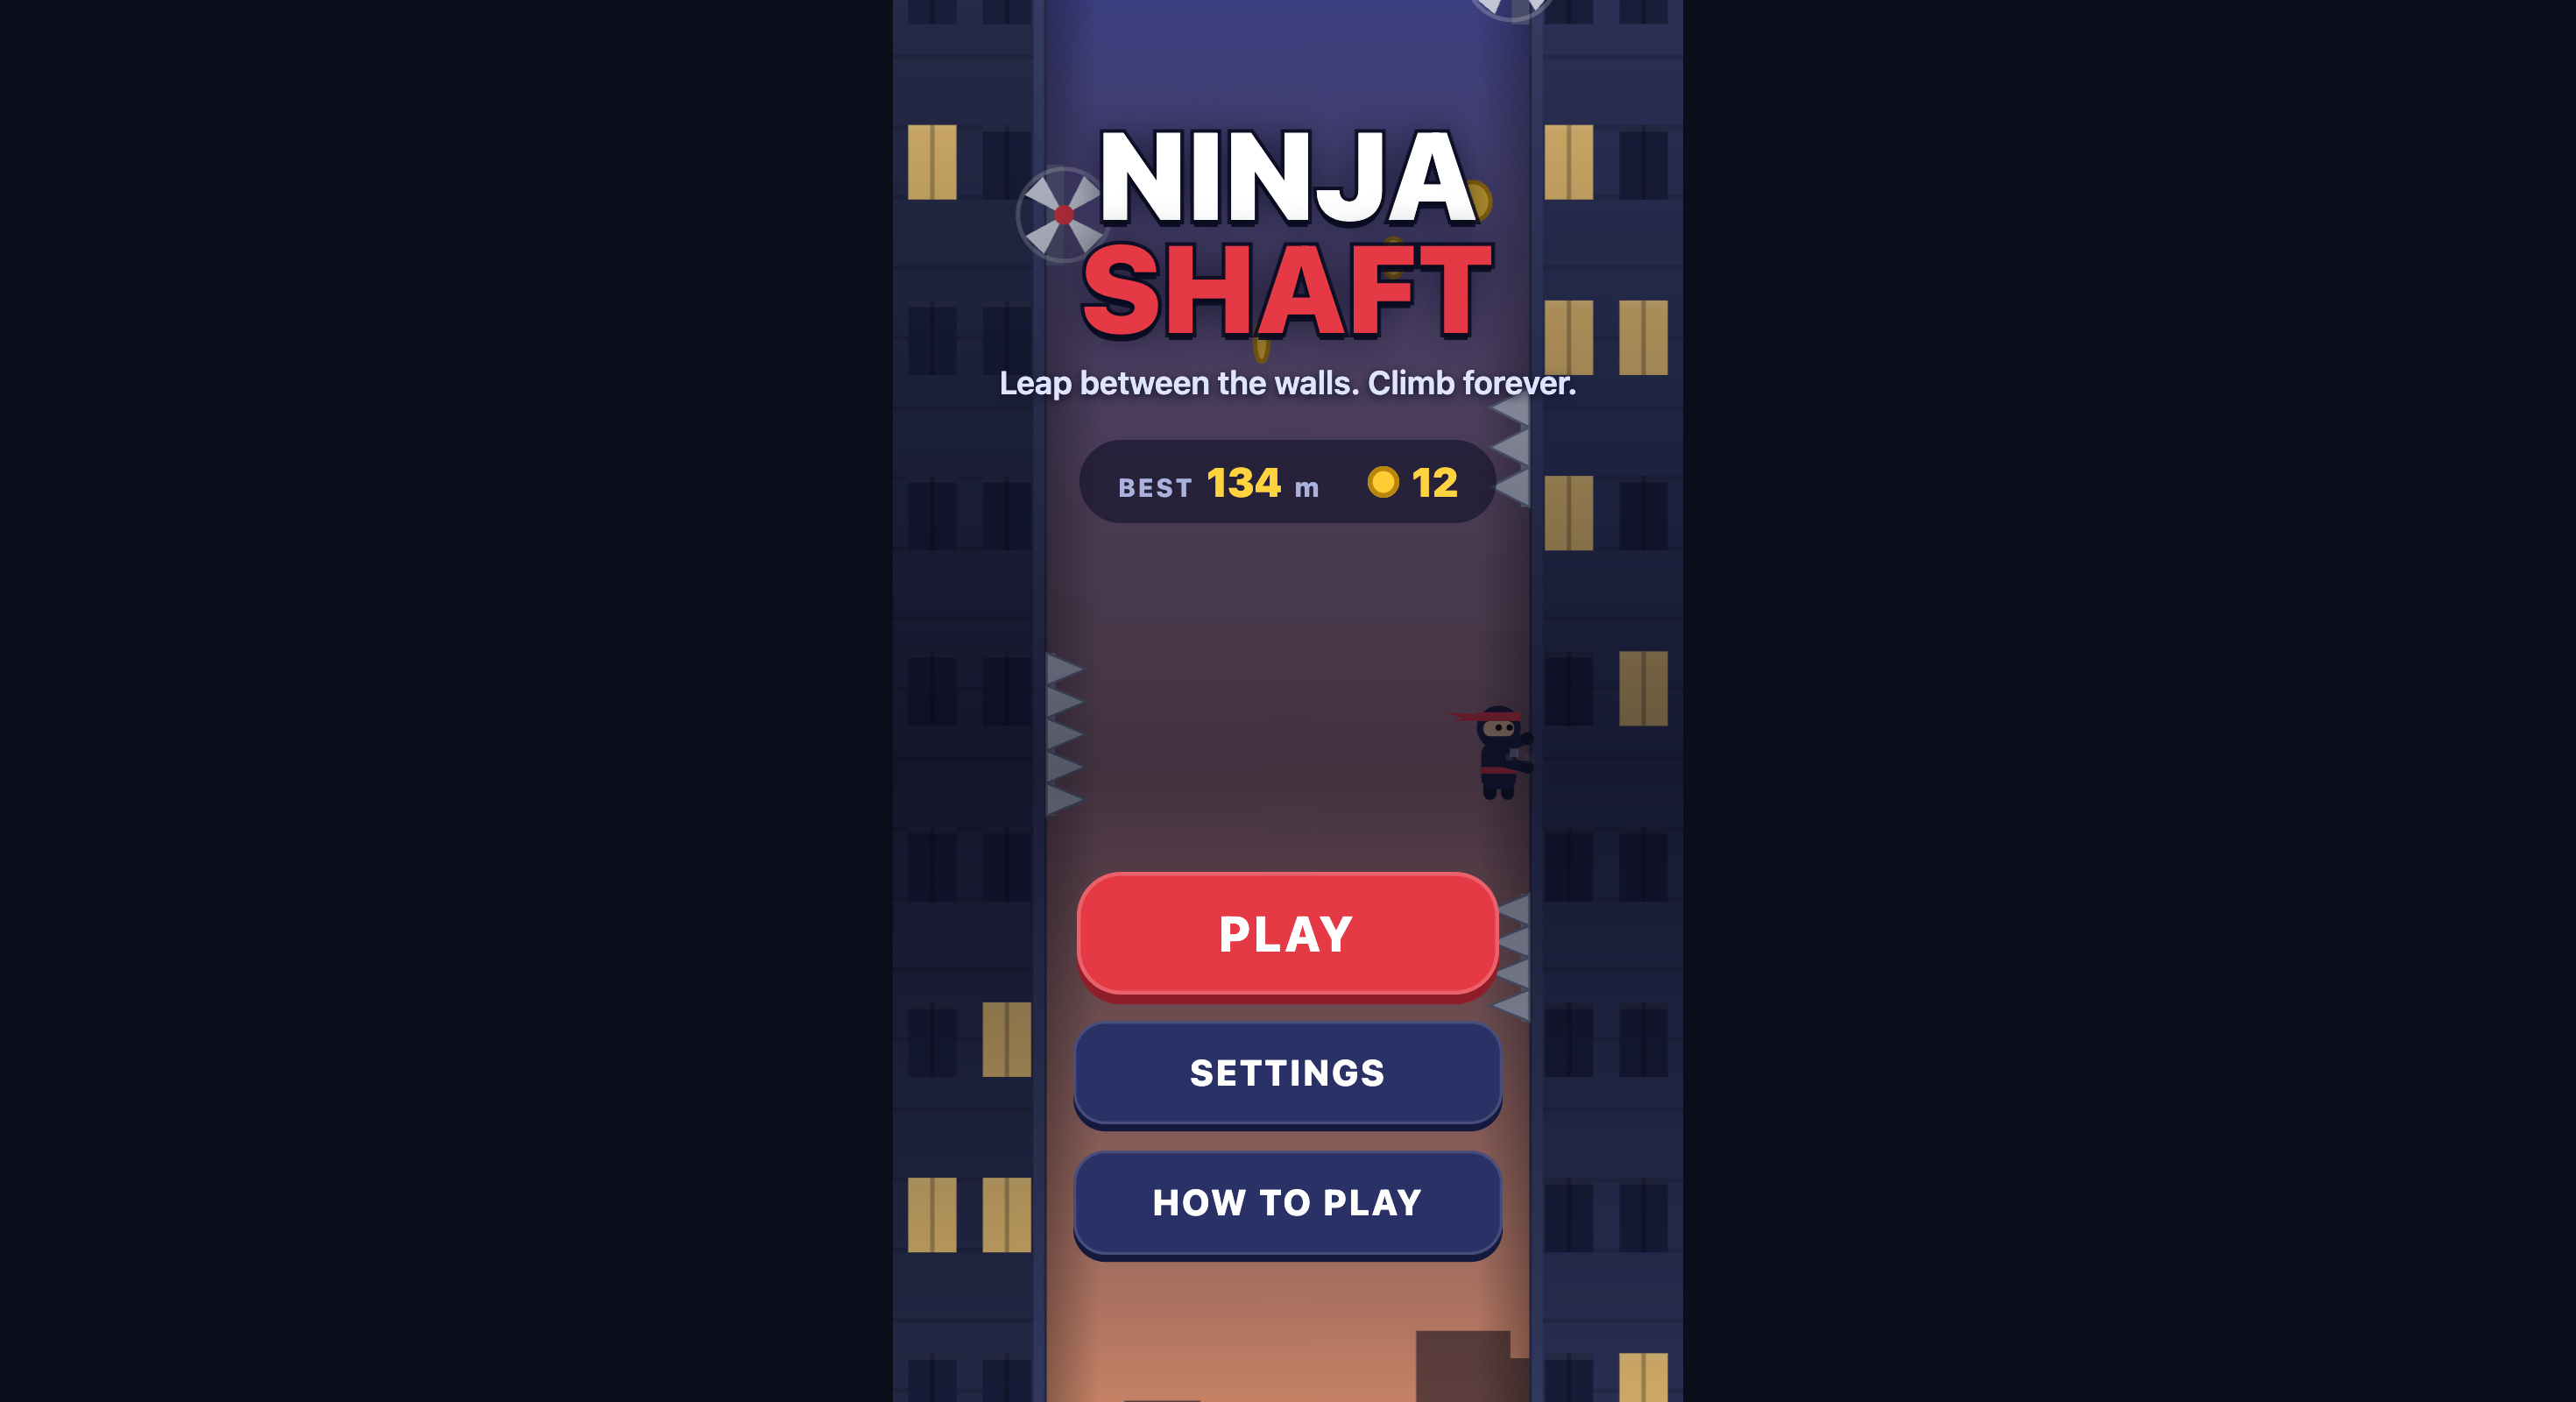 NINJA
SHAFT
Leap between the walls. Climb forever.
BEST 134 m 12
PLAY
SETTINGS
HOW TO PLAY